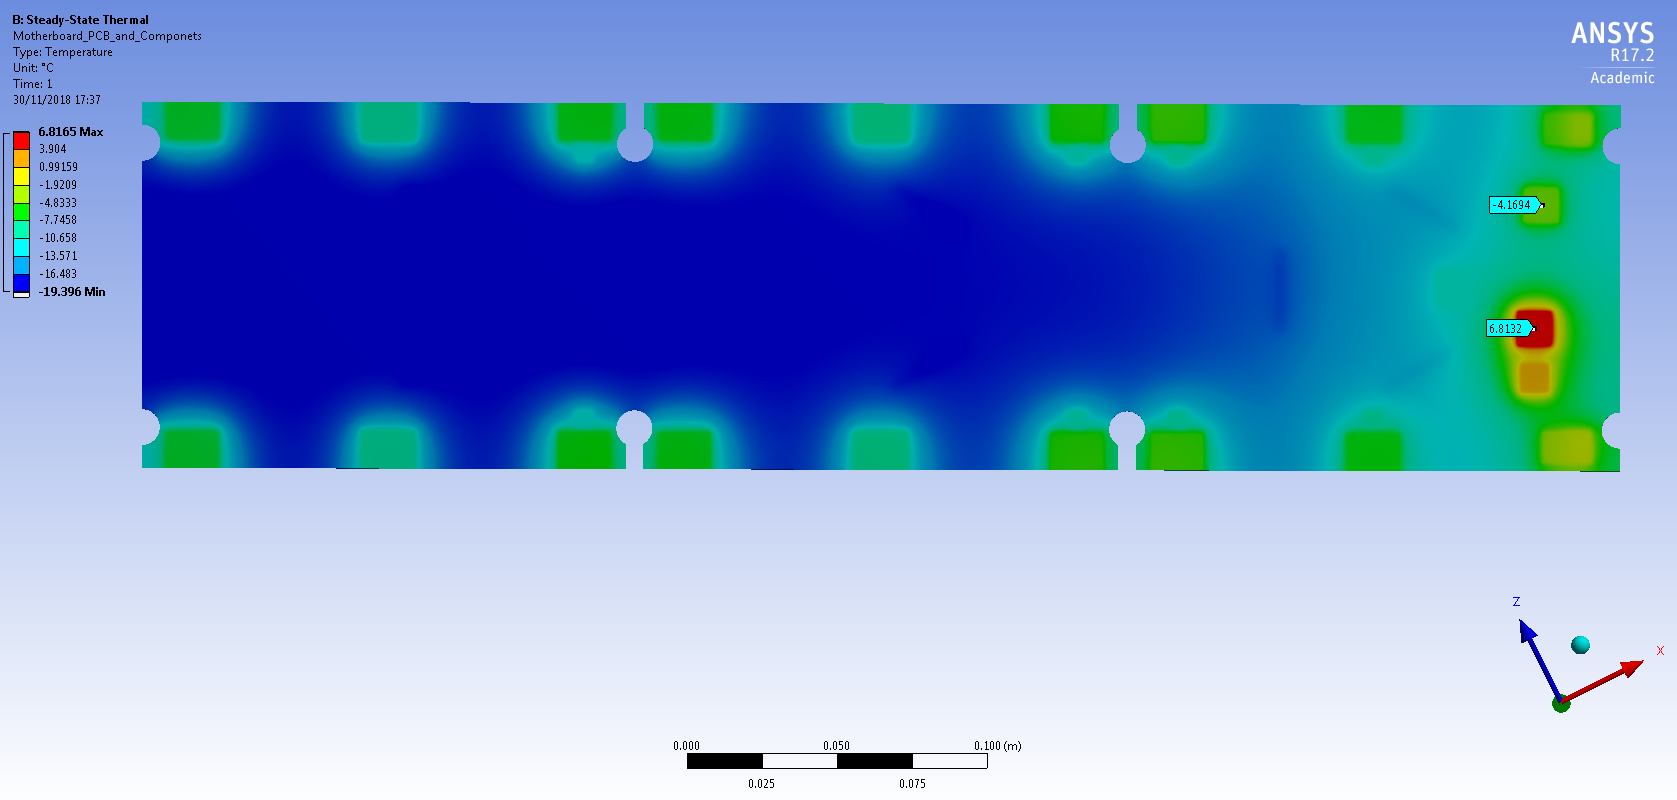 B: Steady-State Thermal
Motherboard_PCB_and_Componets
Type: Temperature
Unit: °C
Time: 1
30/11/2018 17:37
ANSYS
R17.2
Academic
6.8165 Max
3.904
0.99159
-1.9209
-4.8333
-7.7458
-10.658
-13.571
-16.483
-19.396 Min
-4.1694
6.8132
Z
X
0.000 0.050 0.100 (m)
0.025 0.075